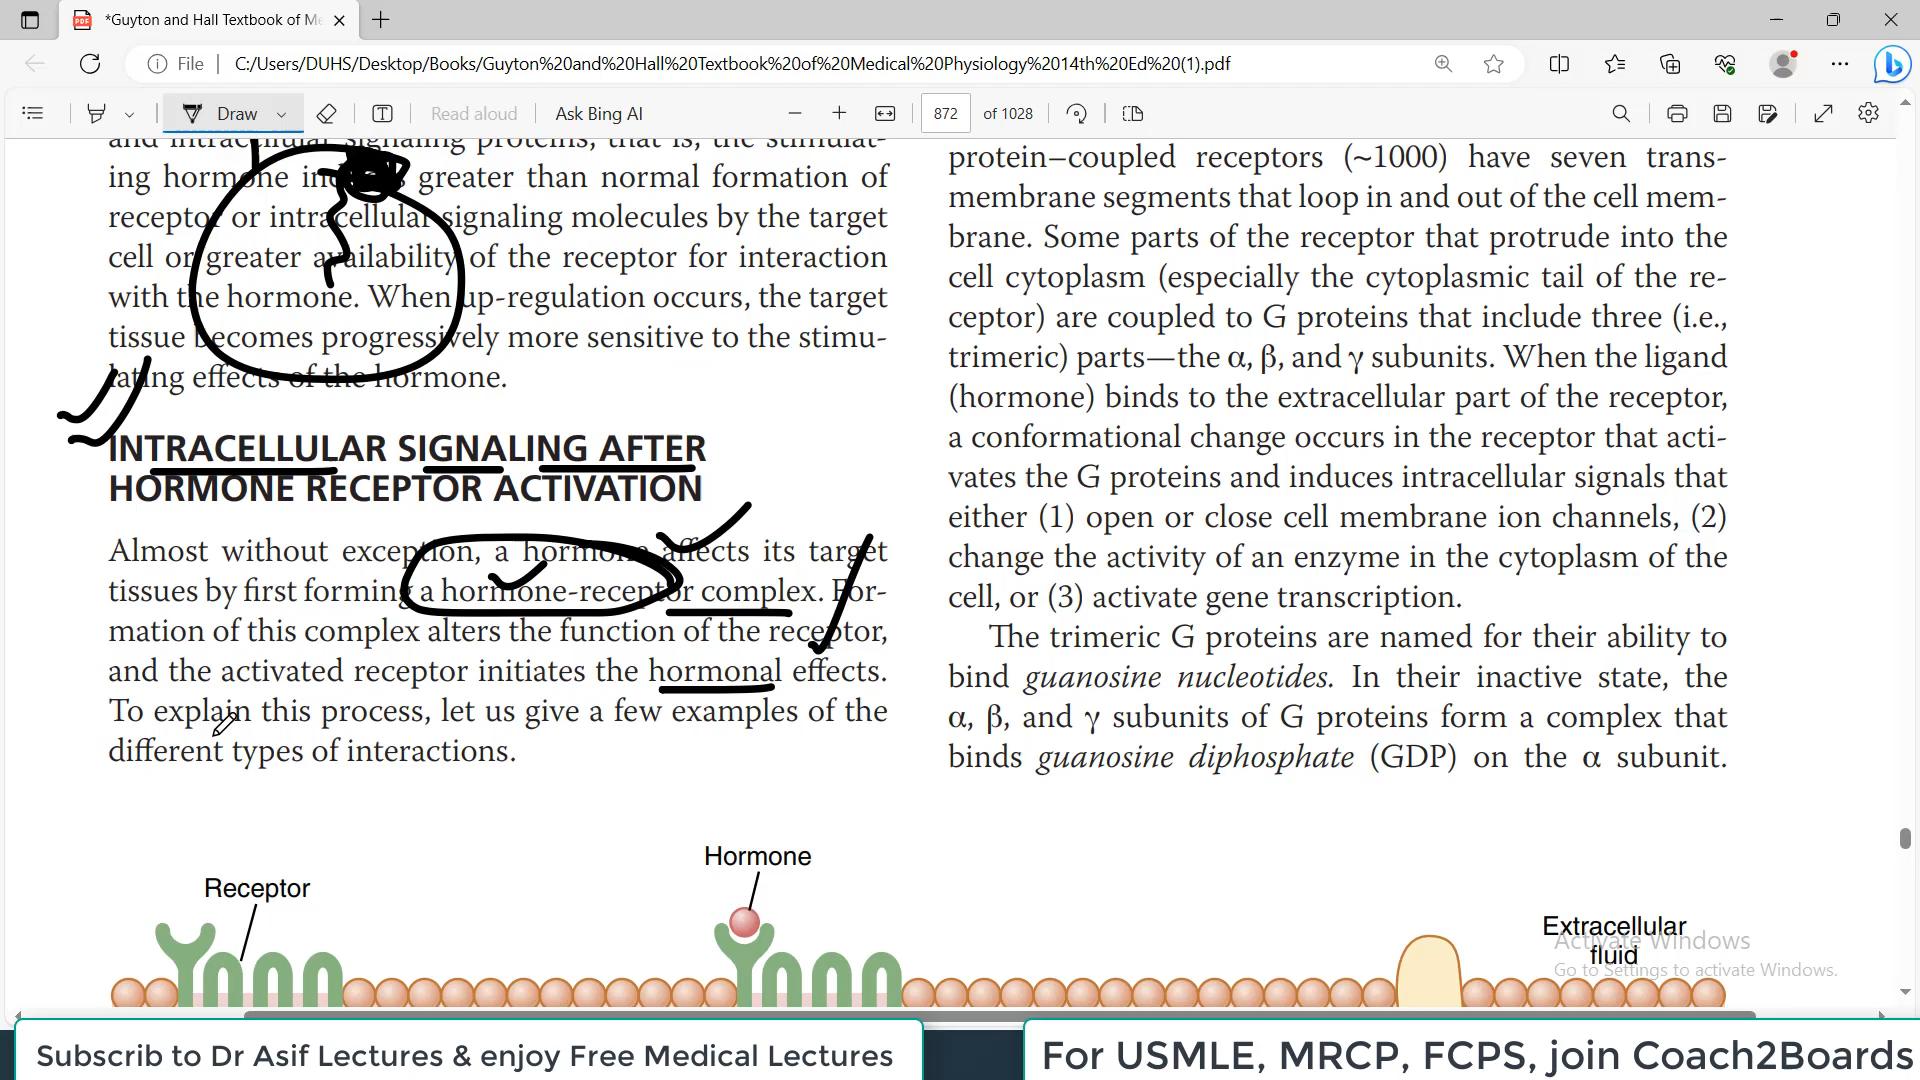 *Guyton and Hall Textbook of Me
File
C:/Users/DUHS/Desktop/Books/Guyton%20and%20Hall%20Textbook%20of%20Medical%20Physiology%2014th%20Ed%20(1).pdf
Draw
Read aloud
Ask Bing AI
872 of 1028
and intracellular signaling proteins, that is, the stimulat-
ing hormone greater than normal formation of
receptor or intracellular signaling molecules by the target
cell or greater availability of the receptor for interaction
with the hormone. When up-regulation occurs, the target
tissue becomes progressively more sensitive to the stimu-
lating effects of the hormone.
INTRACELLULAR SIGNALING AFTER
HORMONE RECEPTOR ACTIVATION
Almost without exception, a hormone affects its target
tissues by first forming a hormone-receptor complex. For-
mation of this complex alters the function of the receptor,
and the activated receptor initiates the hormonal effects.
To explain this process, let us give a few examples of the
different types of interactions.
protein–coupled receptors (~1000) have seven trans-
membrane segments that loop in and out of the cell mem-
brane. Some parts of the receptor that protrude into the
cell cytoplasm (especially the cytoplasmic tail of the re-
ceptor) are coupled to G proteins that include three (i.e.,
trimeric) parts—the α, β, and γ subunits. When the ligand
(hormone) binds to the extracellular part of the receptor,
a conformational change occurs in the receptor that acti-
vates the G proteins and induces intracellular signals that
either (1) open or close cell membrane ion channels, (2)
change the activity of an enzyme in the cytoplasm of the
cell, or (3) activate gene transcription.
The trimeric G proteins are named for their ability to
bind guanosine nucleotides. In their inactive state, the
α, β, and γ subunits of G proteins form a complex that
binds guanosine diphosphate (GDP) on the α subunit.
Receptor
Hormone
Extracellular
fluid
Activate Windows
Go to Settings to activate Windows.
Subscrib to Dr Asif Lectures & enjoy Free Medical Lectures
For USMLE, MRCP, FCPS, join Coach2Boards